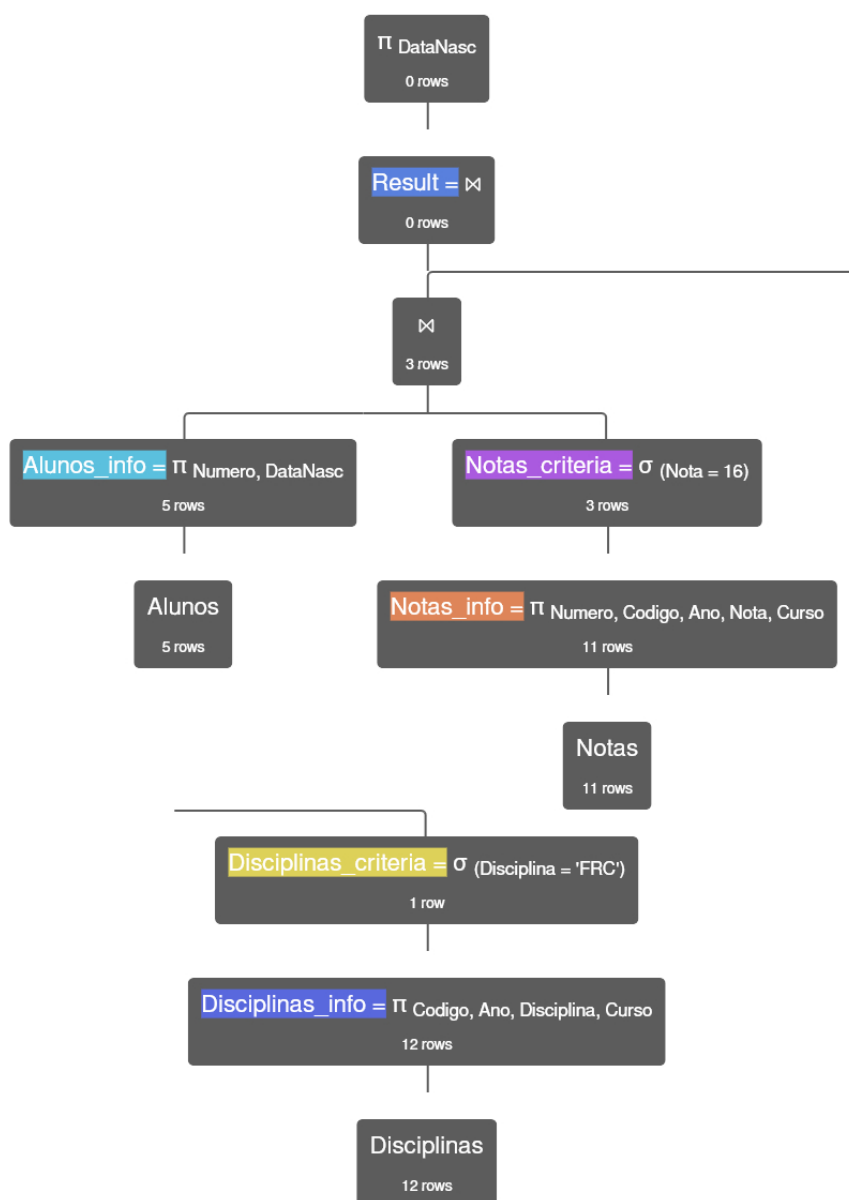 π DataNasc
0 rows
Result = ⋈
0 rows
⋈
3 rows
Alunos_info = π Numero, DataNasc
5 rows
Notas_criteria = σ (Nota = 16)
3 rows
Alunos
5 rows
Notas_info = π Numero, Codigo, Ano, Nota, Curso
11 rows
Notas
11 rows
Disciplinas_criteria = σ (Disciplina = 'FRC')
1 row
Disciplinas_info = π Codigo, Ano, Disciplina, Curso
12 rows
Disciplinas
12 rows